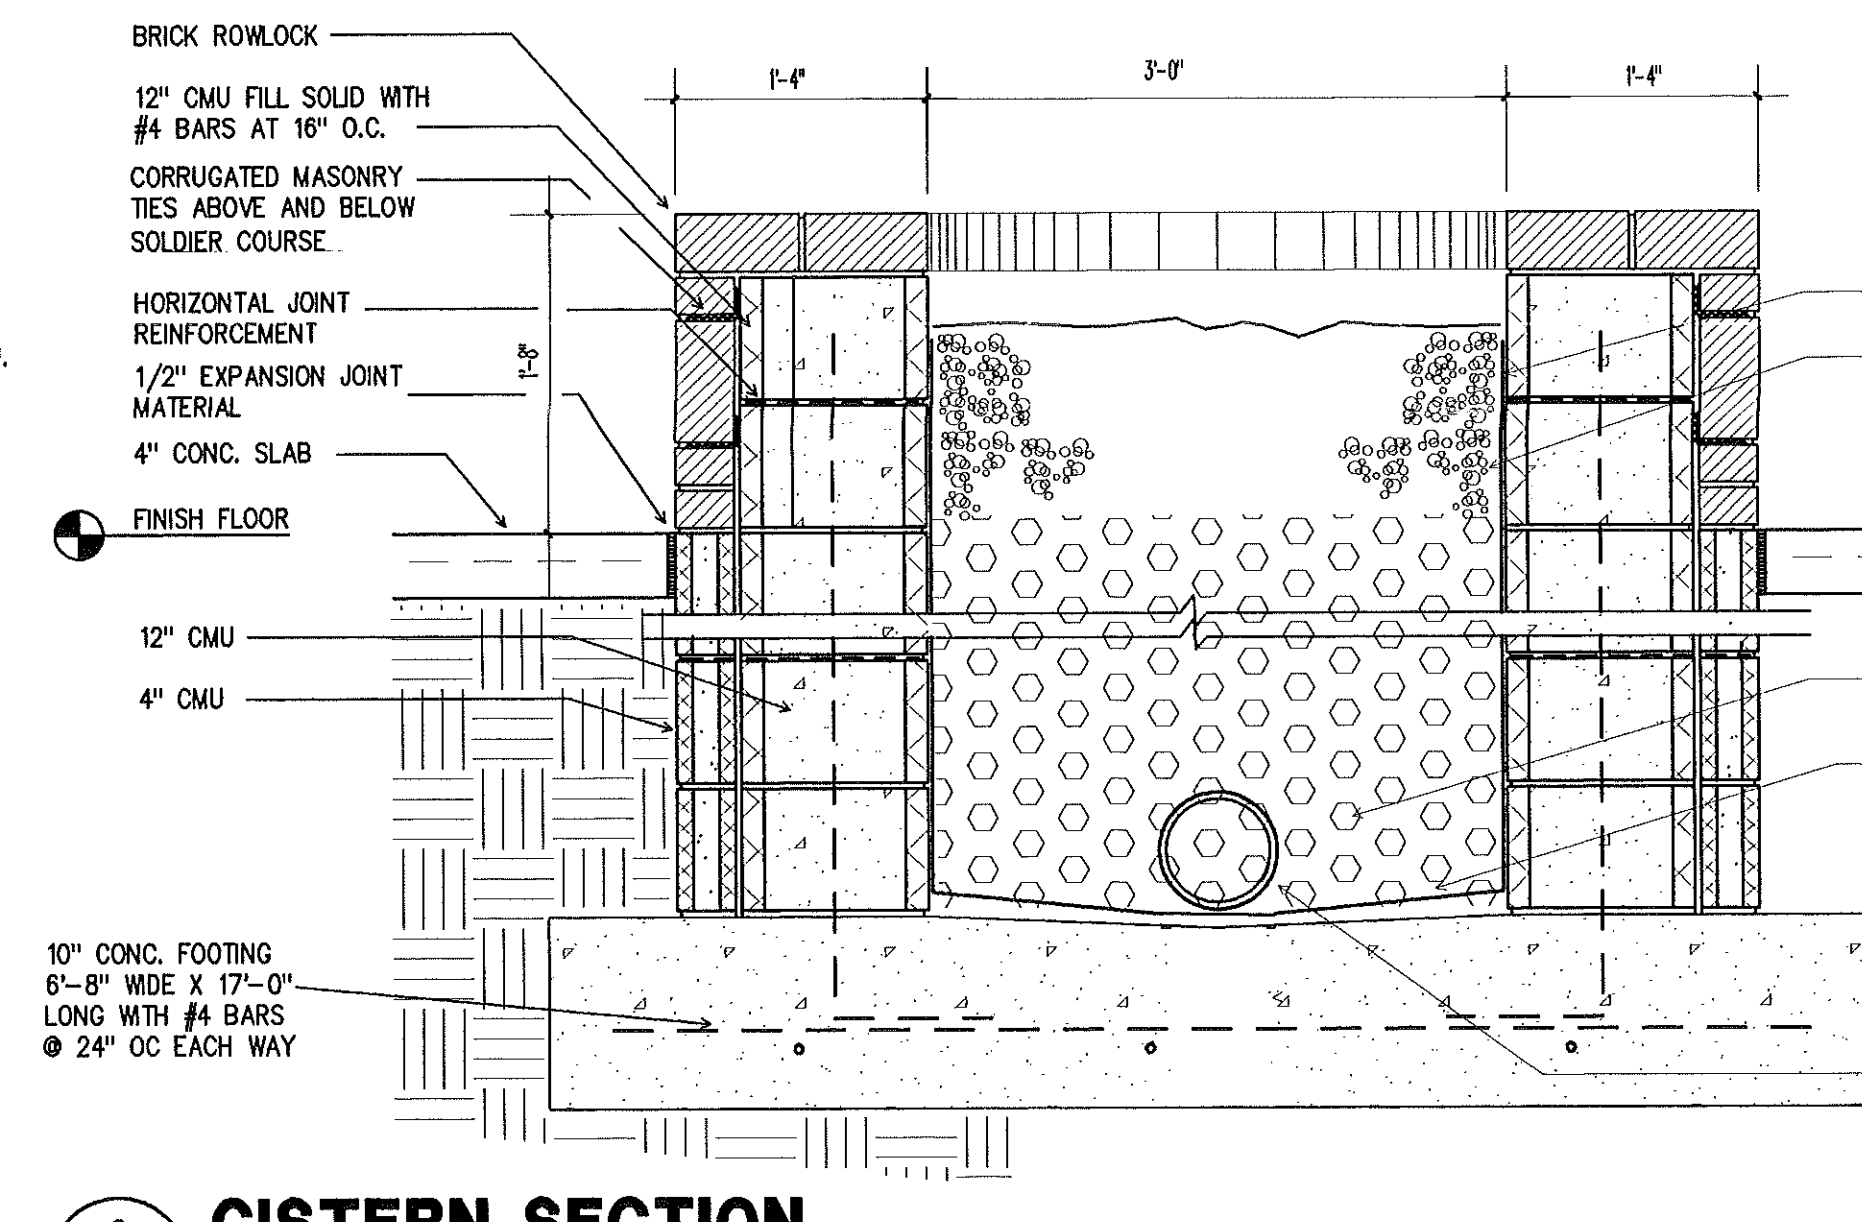 BRICK ROWLOCK
12" CMU FILL SOLID WITH
#4 BARS AT 16" O.C.
CORRUGATED MASONRY
TIES ABOVE AND BELOW
SOLDIER COURSE
HORIZONTAL JOINT
REINFORCEMENT
1/2" EXPANSION JOINT
MATERIAL
4" CONC. SLAB
FINISH FLOOR
12" CMU
4" CMU
10" CONC. FOOTING
6'-8" WIDE X 17'-0"
LONG WITH #4 BARS
@ 24" OC EACH WAY
1'-4"
3'-0"
1'-4"
1'-8"
CISTERN SECTION